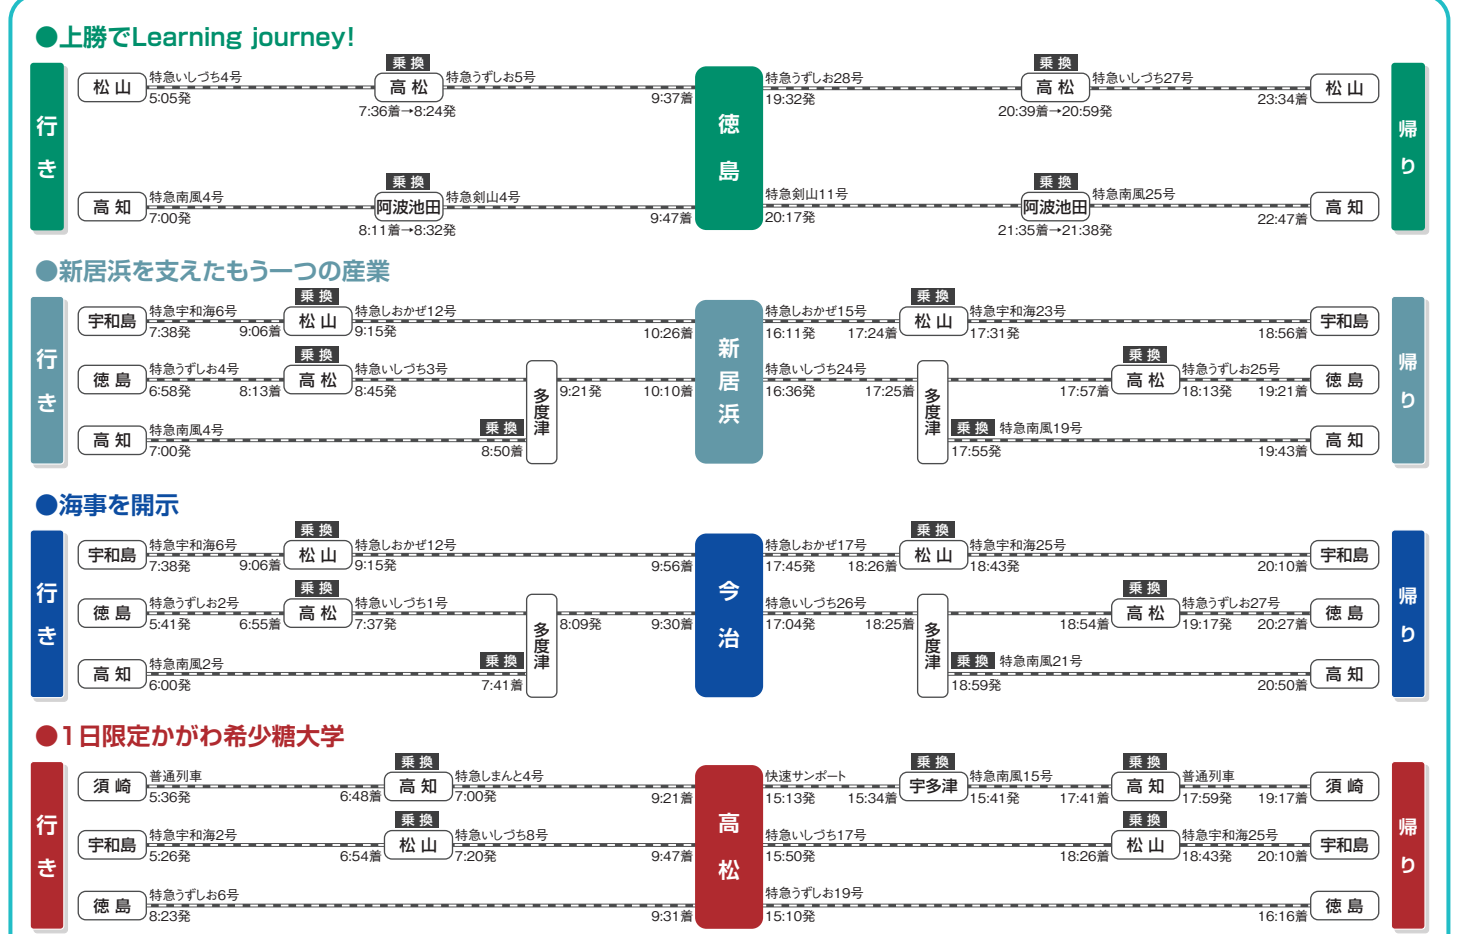 ●上勝でLearning journey!
行き
松山
特急いしづち4号
5:05発
乗換
高松
7:36着→8:24発
特急うずしお5号
9:37着
徳島
特急うずしお28号
19:32発
乗換
高松
20:39着→20:59発
特急いしづち27号
23:34着
松山
帰り
高知
特急南風4号
7:00発
乗換
阿波池田
8:11着→8:32発
特急剣山4号
9:47着
特急剣山11号
20:17発
乗換
阿波池田
21:35着→21:38発
特急南風25号
22:47着
高知
●新居浜を支えたもう一つの産業
行き
宇和島
特急宇和海6号
7:38発
9:06着
乗換
松山
特急しおかぜ12号
9:15発
10:26着
新居浜
特急しおかぜ15号
16:11発
17:24着
乗換
松山
特急宇和海23号
17:31発
18:56着
宇和島
帰り
徳島
特急うずしお4号
6:58発
8:13着
乗換
高松
特急いしづち3号
8:45発
多度津
9:21発
10:10着
特急いしづち24号
16:36発
17:25着
多度津
17:57着
乗換
高松
特急うずしお25号
18:13発
19:21着
徳島
高知
特急南風4号
7:00発
乗換
8:50着
乗換
特急南風19号
17:55発
19:43着
高知
●海事を開示
行き
宇和島
特急宇和海6号
7:38発
9:06着
乗換
松山
特急しおかぜ12号
9:15発
9:56着
今治
特急しおかぜ17号
17:45発
18:26着
乗換
松山
特急宇和海25号
18:43発
20:10着
宇和島
帰り
徳島
特急うずしお2号
5:41発
6:55着
乗換
高松
特急いしづち1号
7:37発
多度津
8:09発
9:30着
特急いしづち26号
17:04発
18:25着
多度津
18:54着
乗換
高松
特急うずしお27号
19:17発
20:27着
徳島
高知
特急南風2号
6:00発
乗換
7:41着
乗換
特急南風21号
18:59発
20:50着
高知
●1日限定かがわ希少糖大学
行き
須崎
普通列車
5:36発
6:48着
乗換
高知
特急しまんと4号
7:00発
9:21着
高松
快速サンポート
15:13発
15:34着
乗換
宇多津
特急南風15号
15:41発
17:41着
乗換
高知
普通列車
17:59発
19:17着
須崎
帰り
宇和島
特急宇和海2号
5:26発
6:54着
乗換
松山
特急いしづち8号
7:20発
9:47着
特急いしづち17号
15:50発
18:26着
乗換
松山
特急宇和海25号
18:43発
20:10着
宇和島
徳島
特急うずしお6号
8:23発
9:31着
特急うずしお19号
15:10発
16:16着
徳島